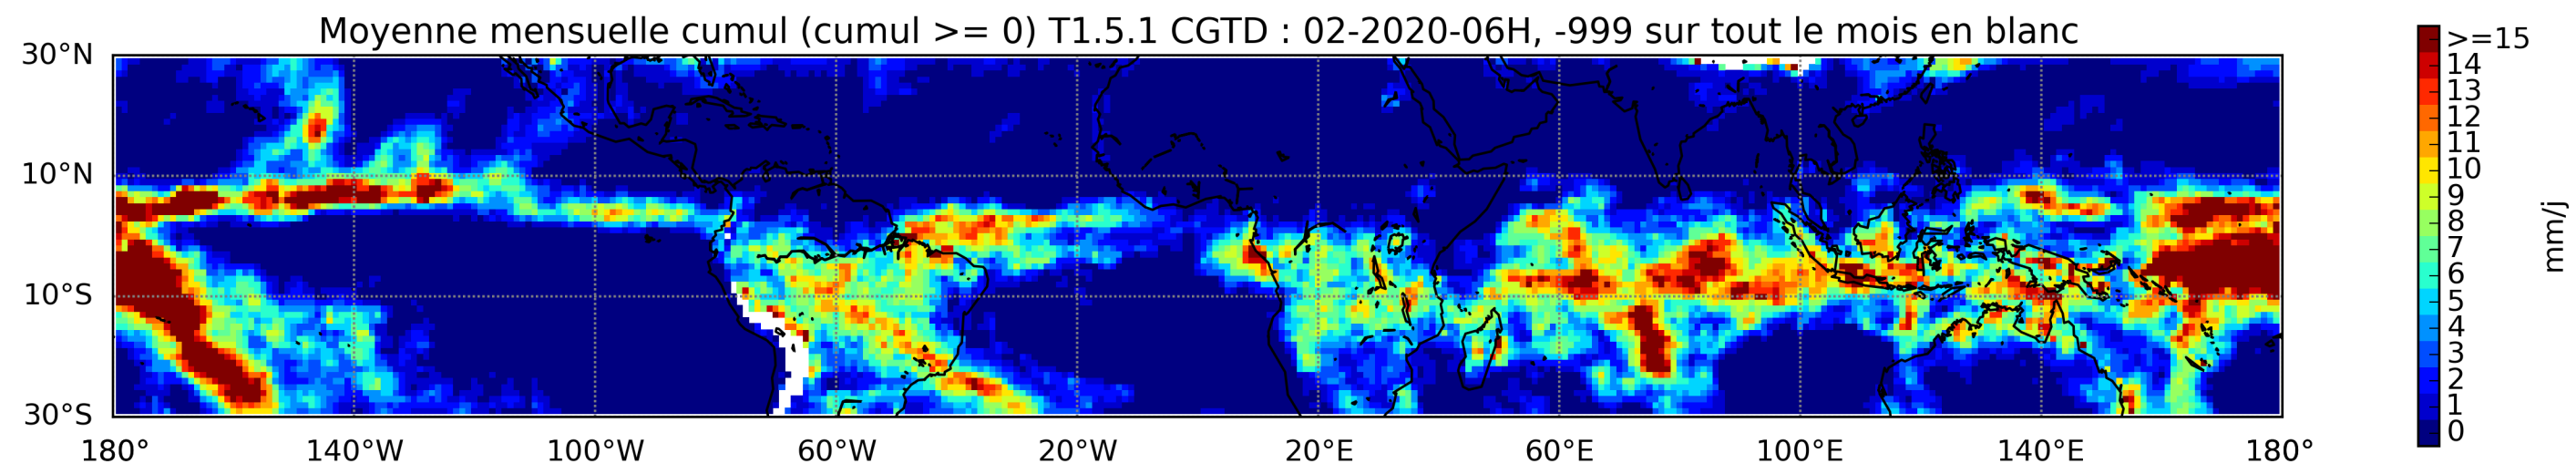 Moyenne mensuelle cumul (cumul >= 0) T1.5.1 CGTD : 02-2020-06H, -999 sur tout le mois en blanc
30°N
10°N
10°S
30°S
180° 140°W 100°W 60°W 20°W 20°E 60°E 100°E 140°E 180°
>=15
14
13
12
11
10
9
8
7
6
5
4
3
2
1
0
mm/j